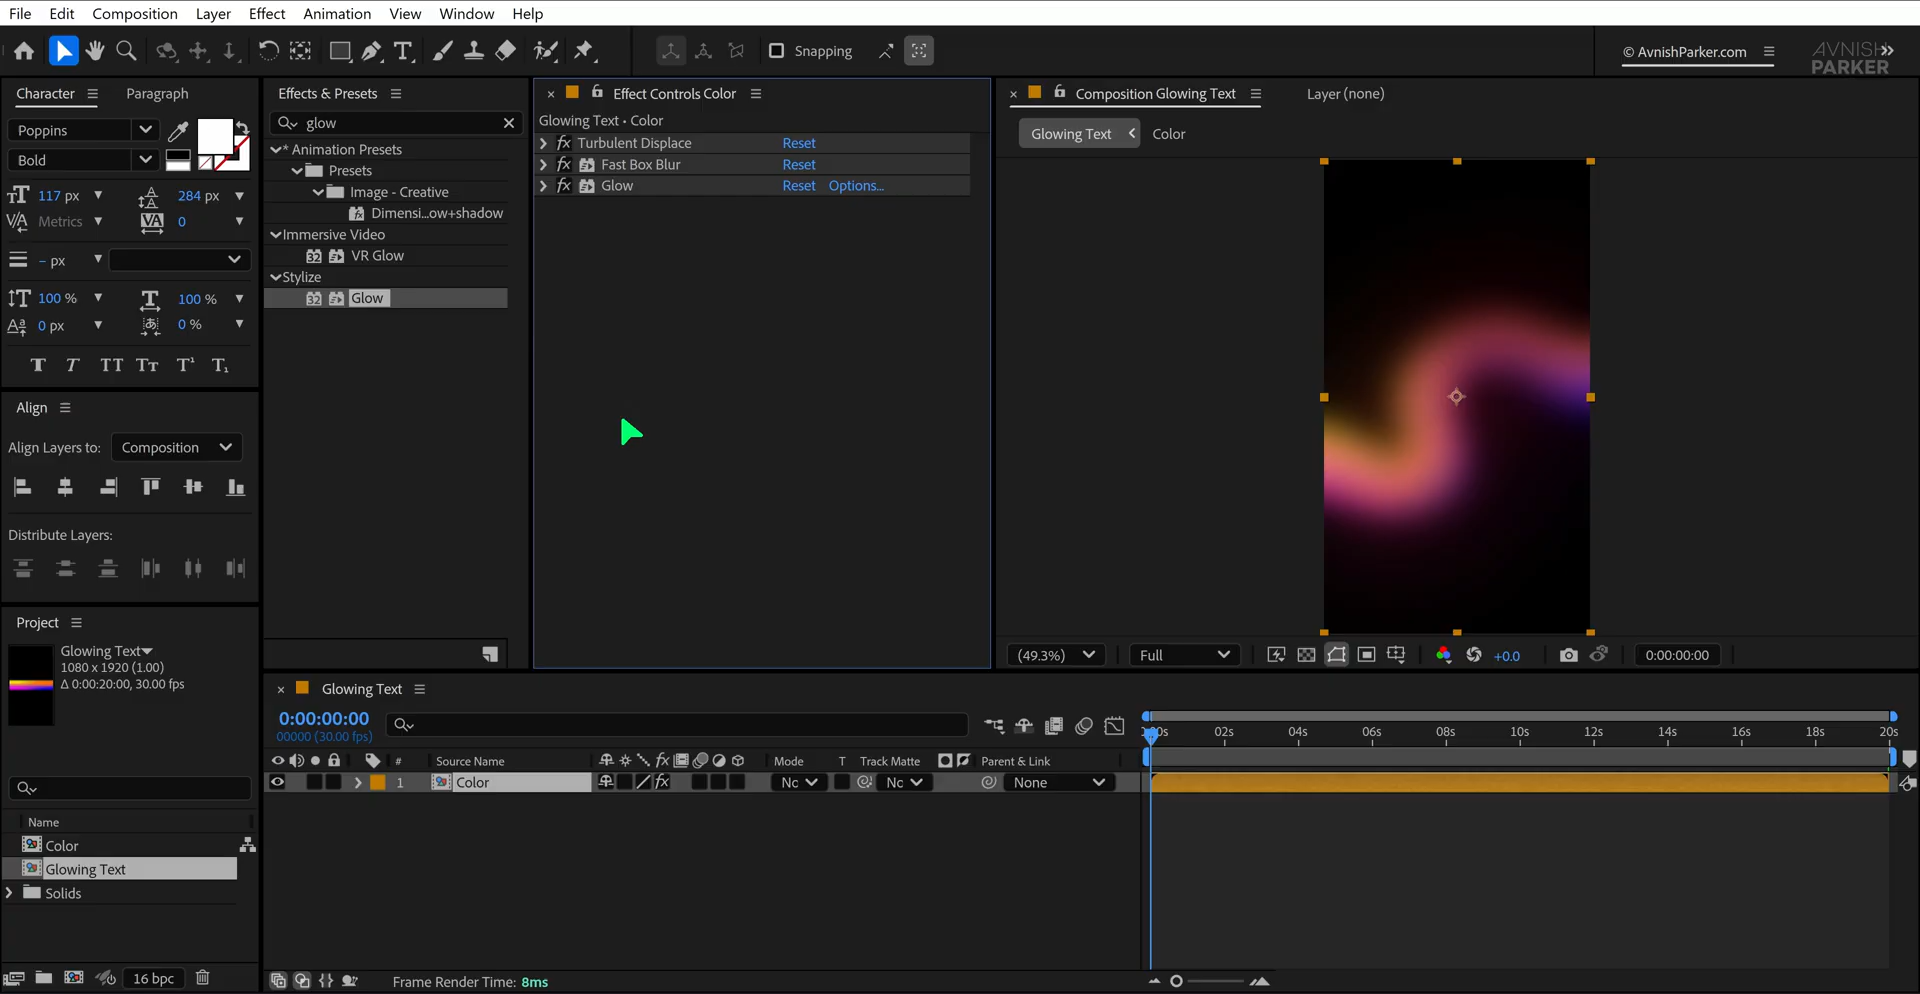 File Edit Composition Layer Effect Animation View Window Help
Snapping
© AvnishParker.com
AVNISH
PARKER
Character Paragraph
Poppins
Bold
117 px 284 px
Metrics 0
– px
100 % 100 %
0 px 0 %
Align
Align Layers to: Composition
Distribute Layers:
Project
Glowing Text
1080 x 1920 (1.00)
Δ 0:00:20:00, 30.00 fps
Name
Color
Glowing Text
Solids
16 bpc
Effects & Presets
glow
* Animation Presets
Presets
Image - Creative
Dimensi...ow+shadow
Immersive Video
32 VR Glow
Stylize
32 Glow
Effect Controls Color
Glowing Text • Color
fx Turbulent Displace Reset
fx Fast Box Blur Reset
fx Glow Reset Options...
Composition Glowing Text Layer (none)
Glowing Text Color
(49.3%) Full +0.0 0:00:00:00
Glowing Text
0:00:00:00
00000 (30.00 fps)
# Source Name fx Mode T Track Matte Parent & Link
1 Color fx Nc Nc None
02s 04s 06s 08s 10s 12s 14s 16s 18s 20s
Frame Render Time: 8ms